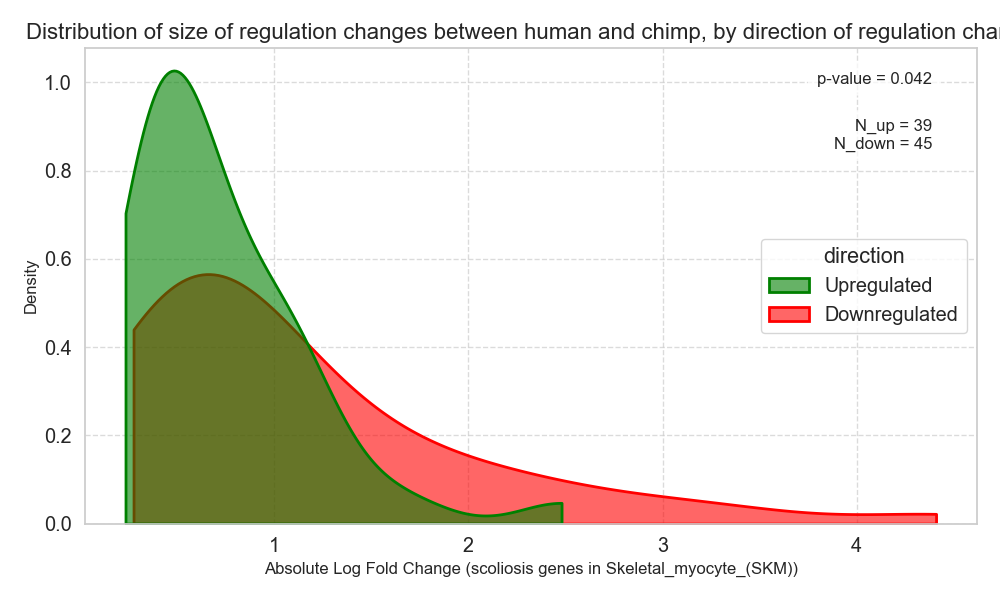 Distribution of size of regulation changes between human and chimp, by direction of regulation
p-value = 0.042
N_up = 39
N_down = 45
direction
Upregulated
Downregulated
Density
1.0
0.8
0.6
0.4
0.2
0.0
1
2
3
4
Absolute Log Fold Change (scoliosis genes in Skeletal_myocyte_(SKM))